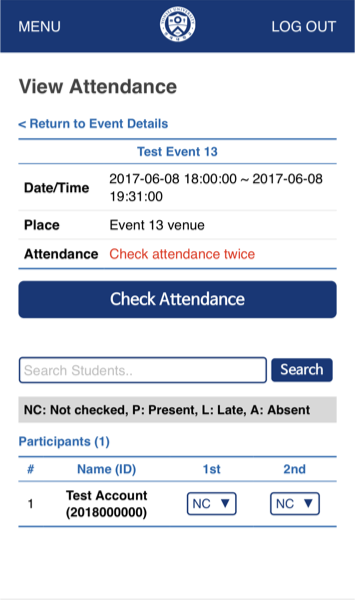 MENU
LOG OUT
View Attendance
< Return to Event Details
Test Event 13
Date/Time 2017-06-08 18:00:00 ~ 2017-06-08
19:31:00
Place Event 13 venue
Attendance Check attendance twice
Check Attendance
Search Students..
Search
NC: Not checked, P: Present, L: Late, A: Absent
Participants (1)
# Name (ID) 1st 2nd
1 Test Account
(2018000000) NC ▼ NC ▼